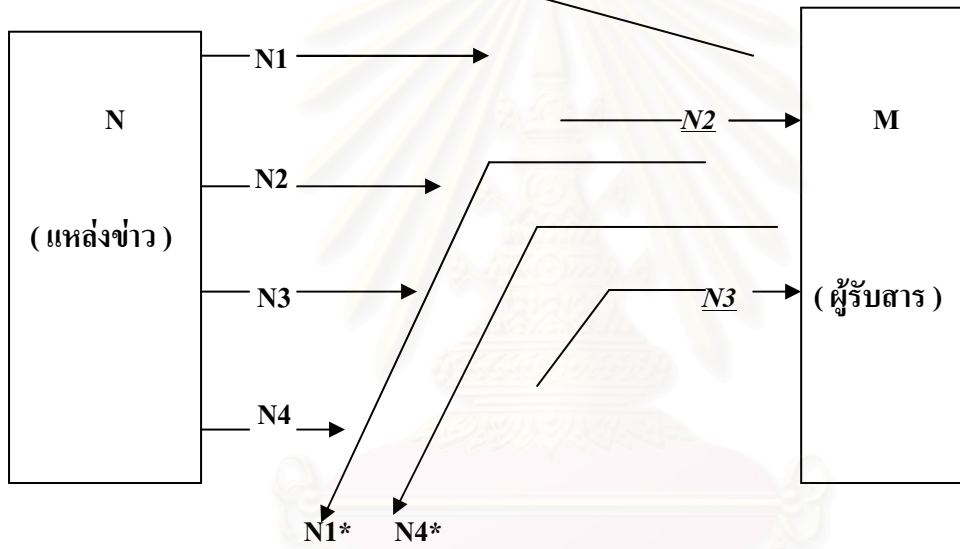 N1
N
N2
M
N2
( แหล่งข่าว )
N3
N3
( ผู้รับสาร )
N4
N1* N4*